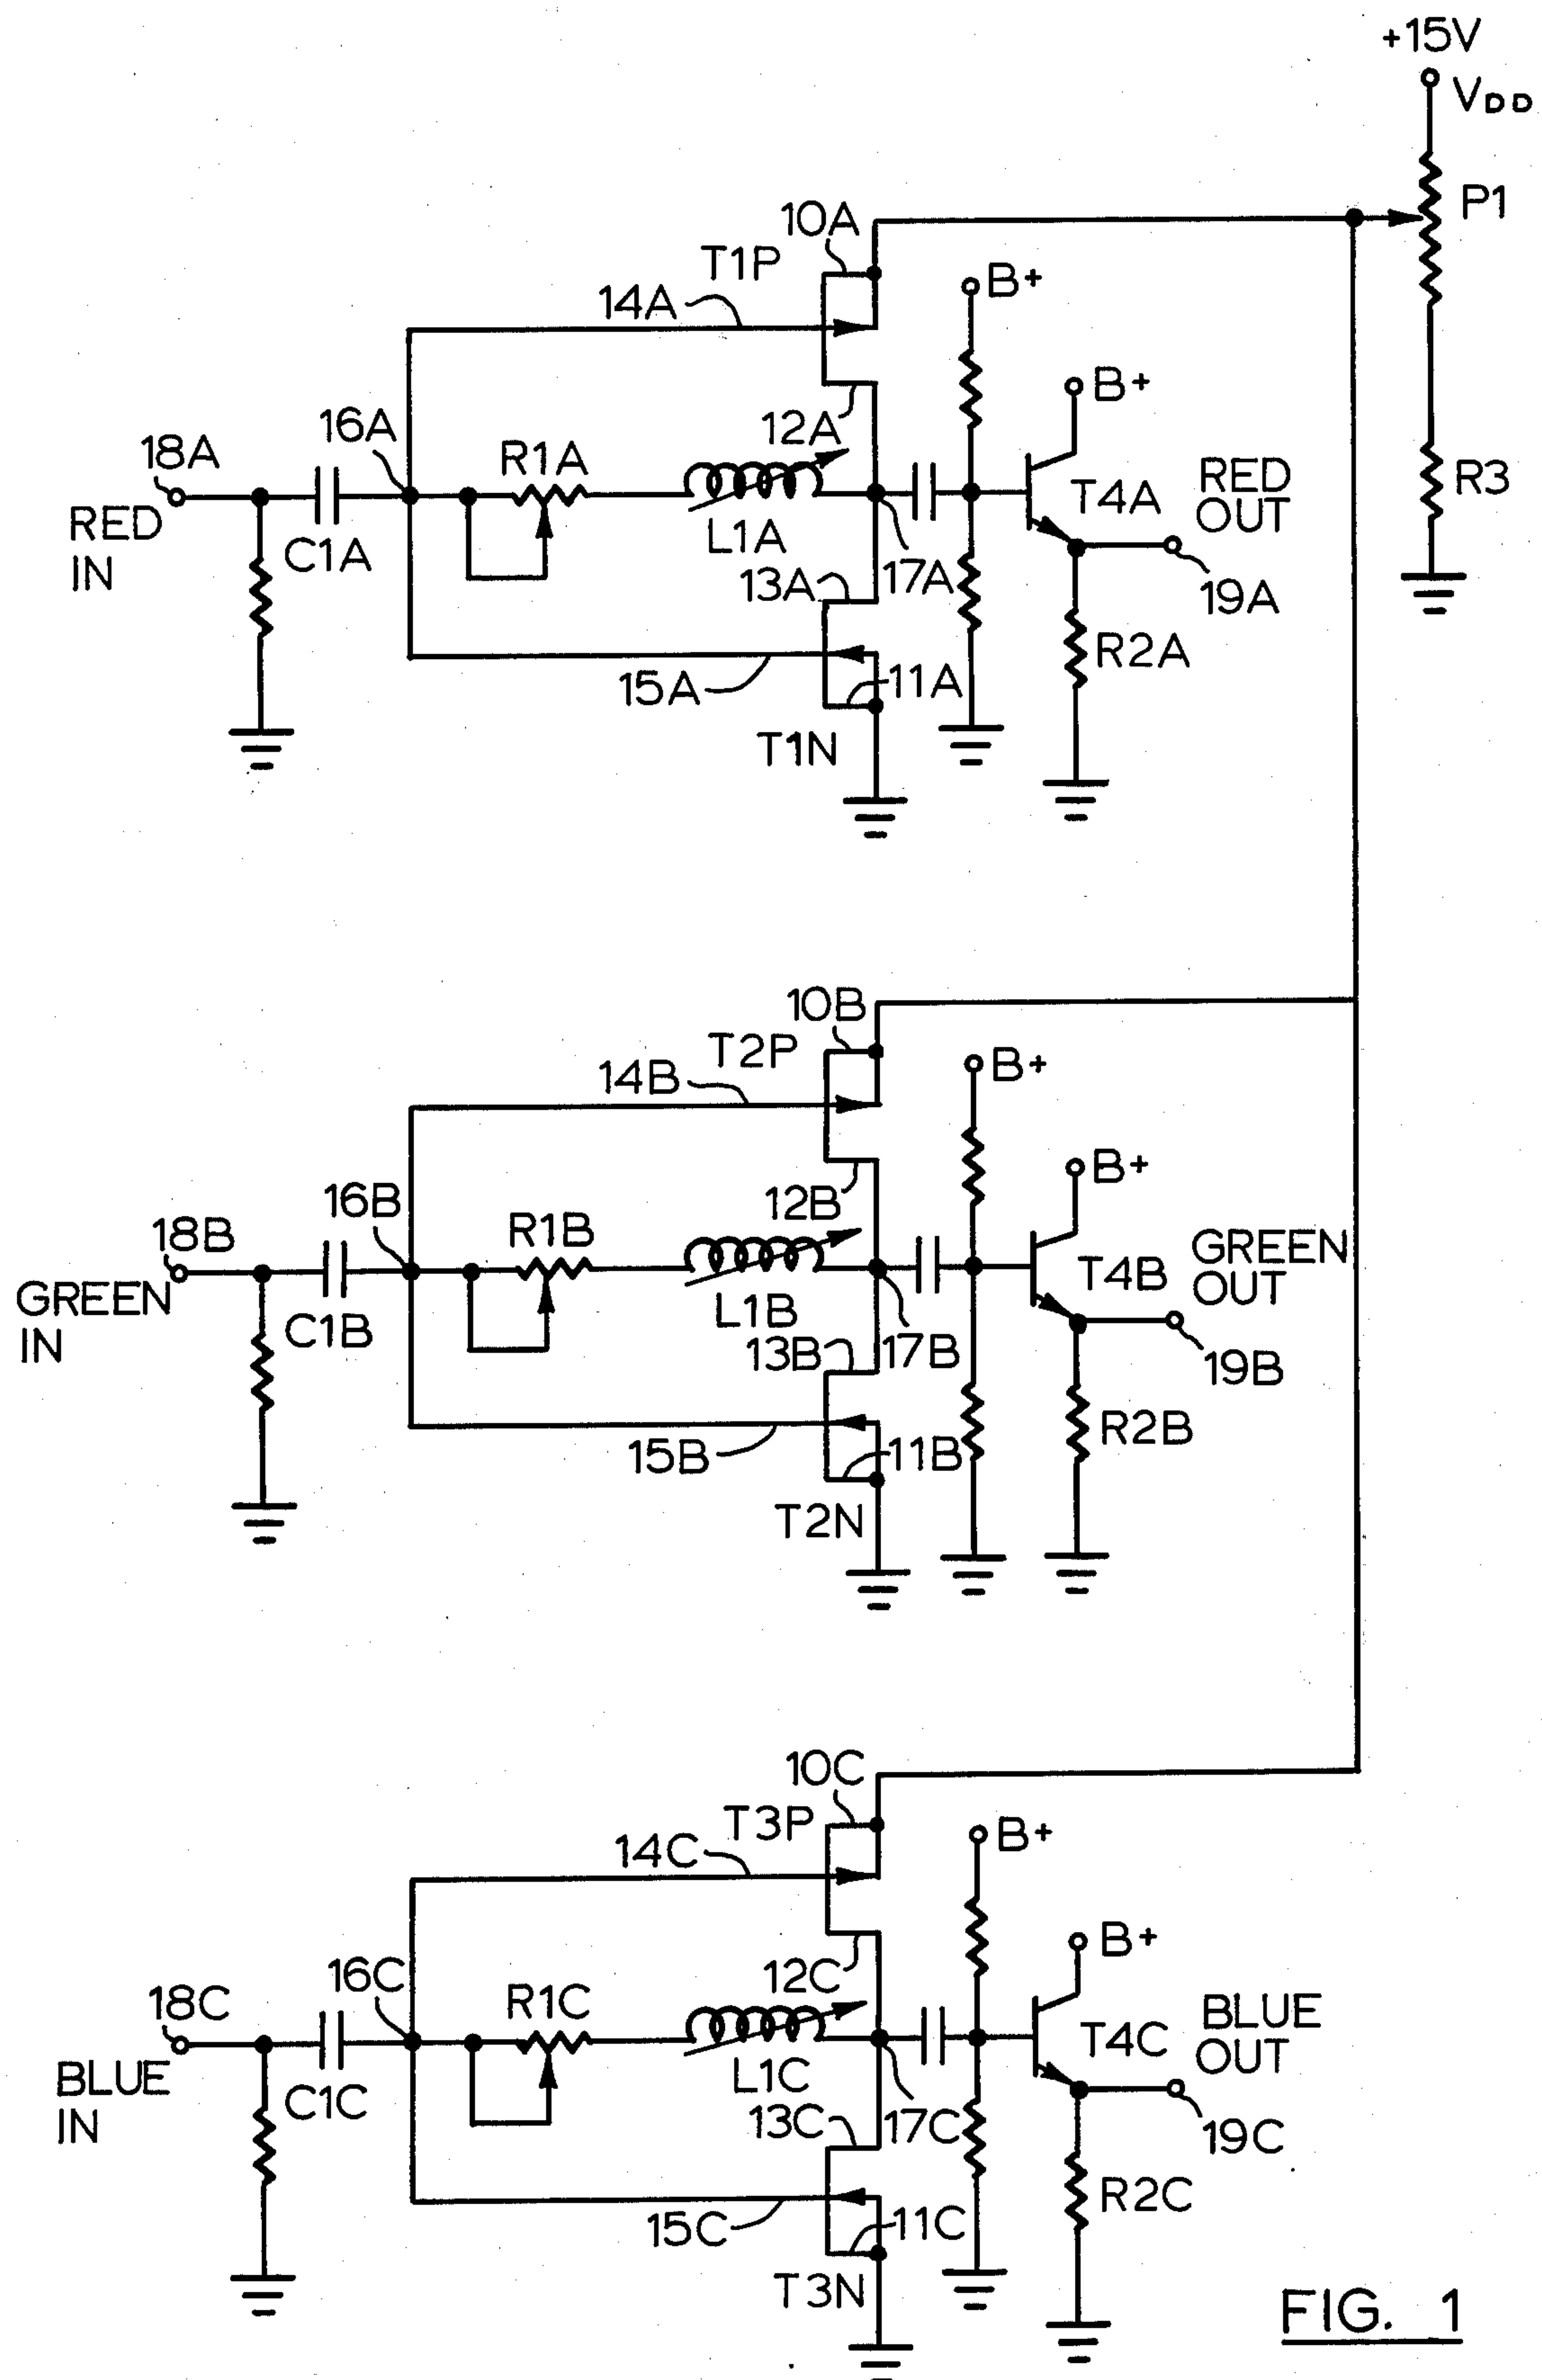 +15V
VDD
P1
10A
T1P
14A
B+
B+
12A
16A
18A
R1A
RED
OUT
T4A
R3
RED
IN
C1A
L1A
13A
17A
19A
R2A
15A
11A
T1N
10B
T2P
14B
B+
B+
12B
16B
18B
R1B
GREEN
OUT
T4B
GREEN
IN
C1B
L1B
13B
17B
19B
R2B
15B
11B
T2N
10C
T3P
14C
B+
B+
12C
16C
18C
R1C
BLUE
OUT
T4C
BLUE
IN
C1C
L1C
13C
17C
19C
R2C
15C
11C
T3N
FIG. 1